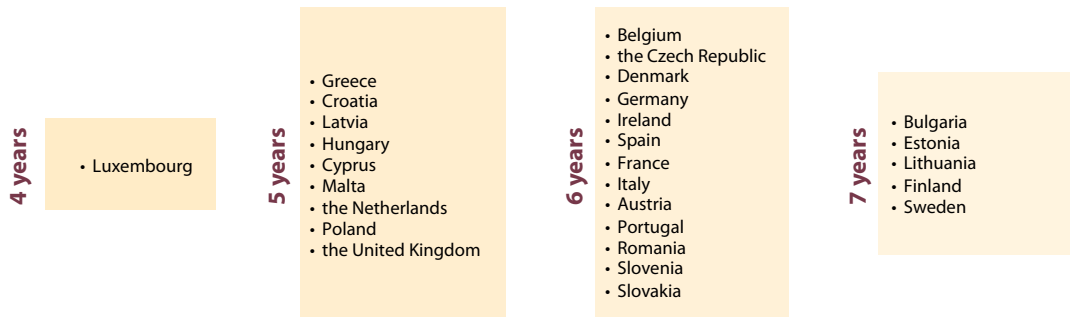 4 years
• Luxembourg
5 years
• Greece
• Croatia
• Latvia
• Hungary
• Cyprus
• Malta
• the Netherlands
• Poland
• the United Kingdom
6 years
• Belgium
• the Czech Republic
• Denmark
• Germany
• Ireland
• Spain
• France
• Italy
• Austria
• Portugal
• Romania
• Slovenia
• Slovakia
7 years
• Bulgaria
• Estonia
• Lithuania
• Finland
• Sweden